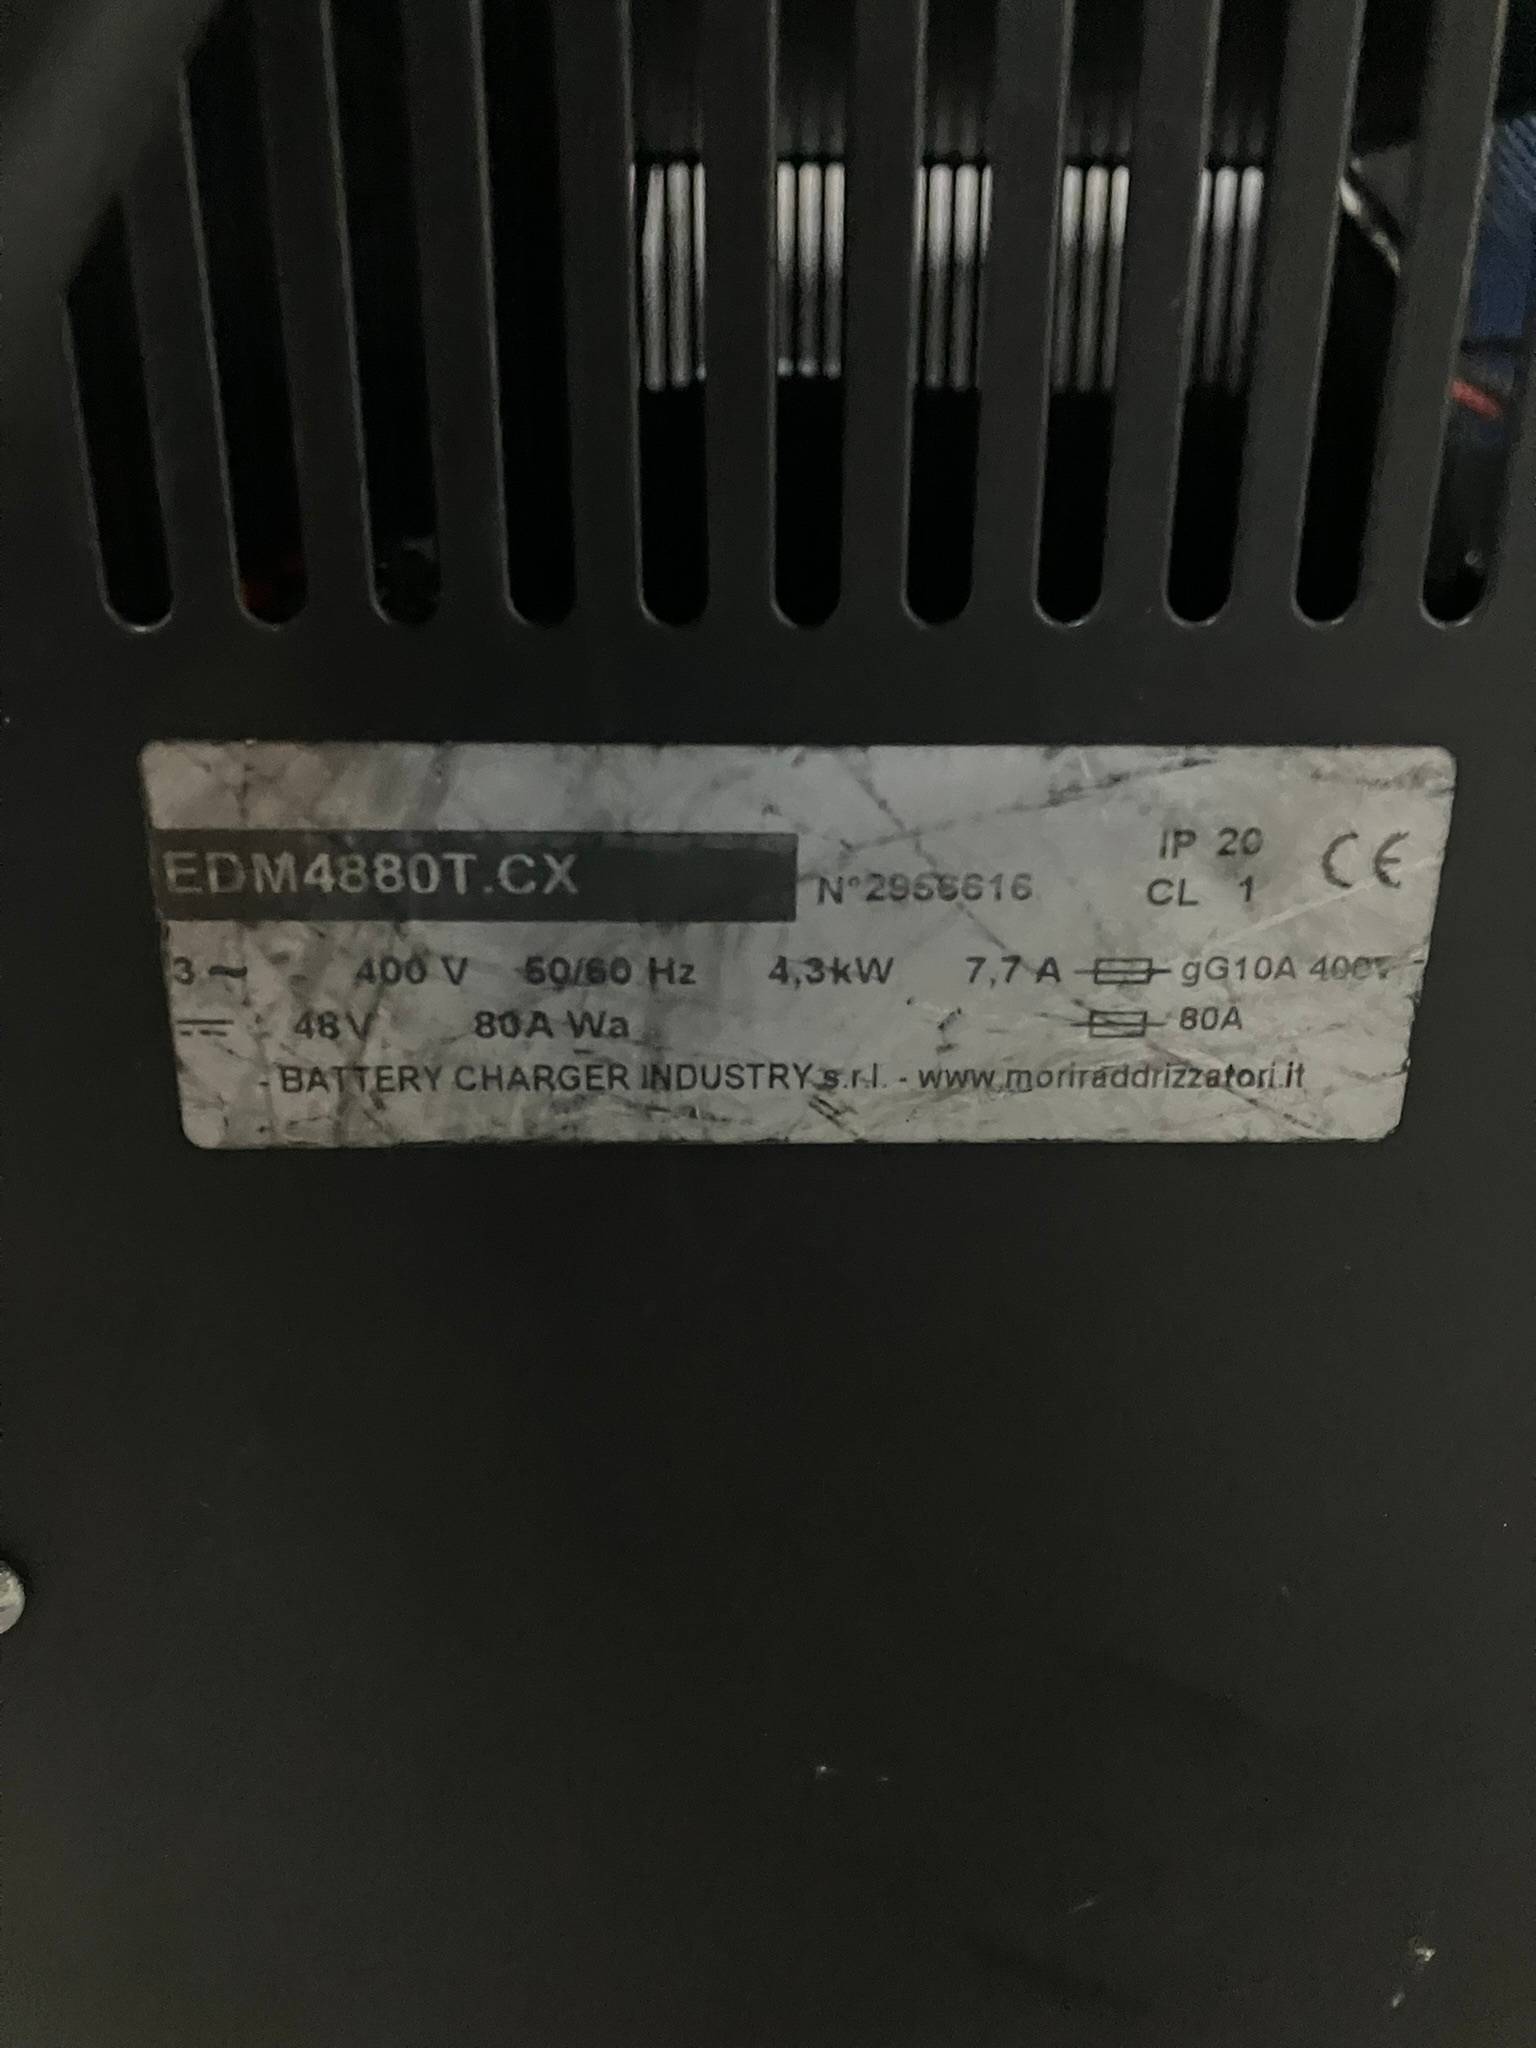 EDM4880T.CX
N°2956616
IP 20
CL 1
CE
3~ 400 V 50/60 Hz 4,3kW 7,7 A gG10A 400V
48V 80A Wa 80A
- BATTERY CHARGER INDUSTRY s.r.l. - www.moriraddrizzatori.it